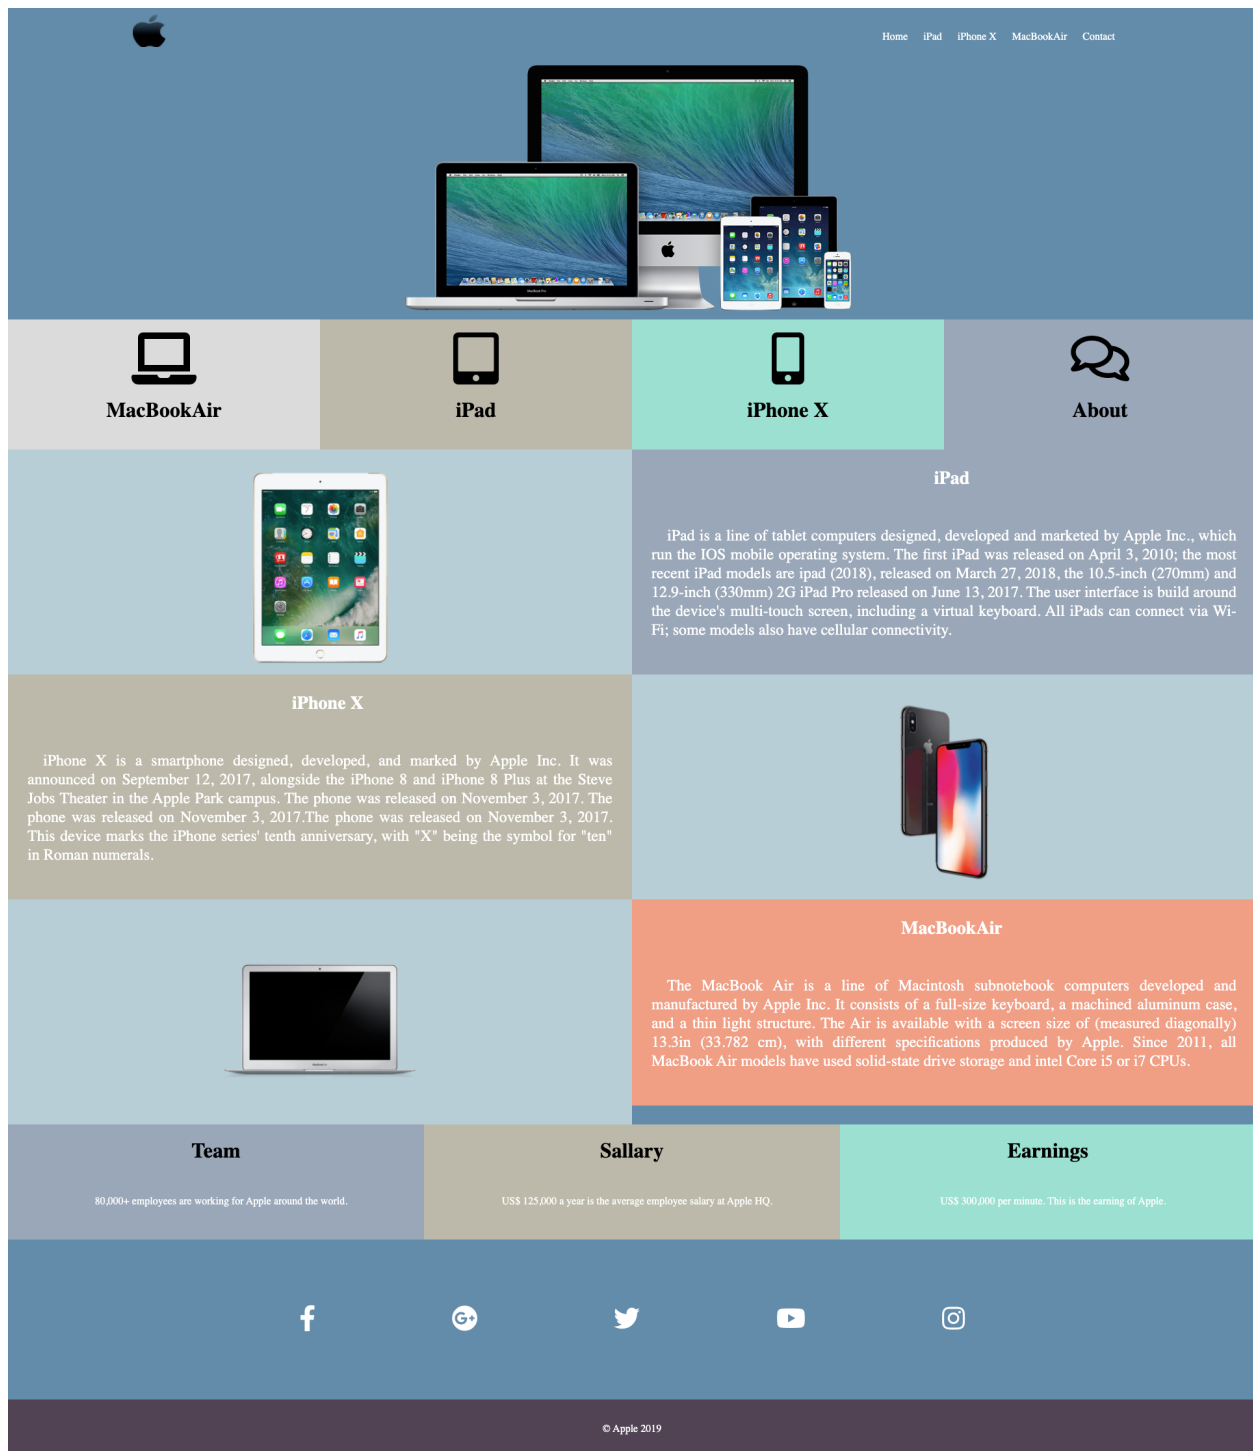 Home iPad iPhone X MacBookAir Contact
MacBookAir
iPad
iPhone X
About
iPad
iPad is a line of tablet computers designed, developed and marketed by Apple Inc., which
run the IOS mobile operating system. The first iPad was released on April 3, 2010; the most
recent iPad models are ipad (2018), released on March 27, 2018, the 10.5-inch (270mm) and
12.9-inch (330mm) 2G iPad Pro released on June 13, 2017. The user interface is build around
the device's multi-touch screen, including a virtual keyboard. All iPads can connect via Wi-
Fi; some models also have cellular connectivity.
iPhone X
iPhone X is a smartphone designed, developed, and marked by Apple Inc. It was
announced on September 12, 2017, alongside the iPhone 8 and iPhone 8 Plus at the Steve
Jobs Theater in the Apple Park campus. The phone was released on November 3, 2017. The
phone was released on November 3, 2017.The phone was released on November 3, 2017.
This device marks the iPhone series' tenth anniversary, with "X" being the symbol for "ten"
in Roman numerals.
MacBookAir
The MacBook Air is a line of Macintosh subnotebook computers developed and
manufactured by Apple Inc. It consists of a full-size keyboard, a machined aluminum case,
and a thin light structure. The Air is available with a screen size of (measured diagonally)
13.3in (33.782 cm), with different specifications produced by Apple. Since 2011, all
MacBook Air models have used solid-state drive storage and intel Core i5 or i7 CPUs.
Team
80,000+ employees are working for Apple around the world.
Sallary
US$ 125,000 a year is the average employee salary at Apple HQ.
Earnings
US$ 300,000 per minute. This is the earning of Apple.
© Apple 2019